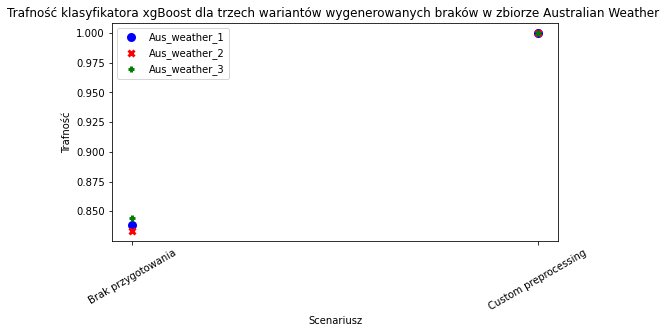 Trafność klasyfikatora xgBoost dla trzech wariantów wygenerowanych braków w zbiorze Australian Weather
1.000
0.975
0.950
0.925
0.900
0.875
0.850
Trafność
Aus_weather_1
Aus_weather_2
Aus_weather_3
Brak przygotowania
Custom preprocessing
Scenariusz